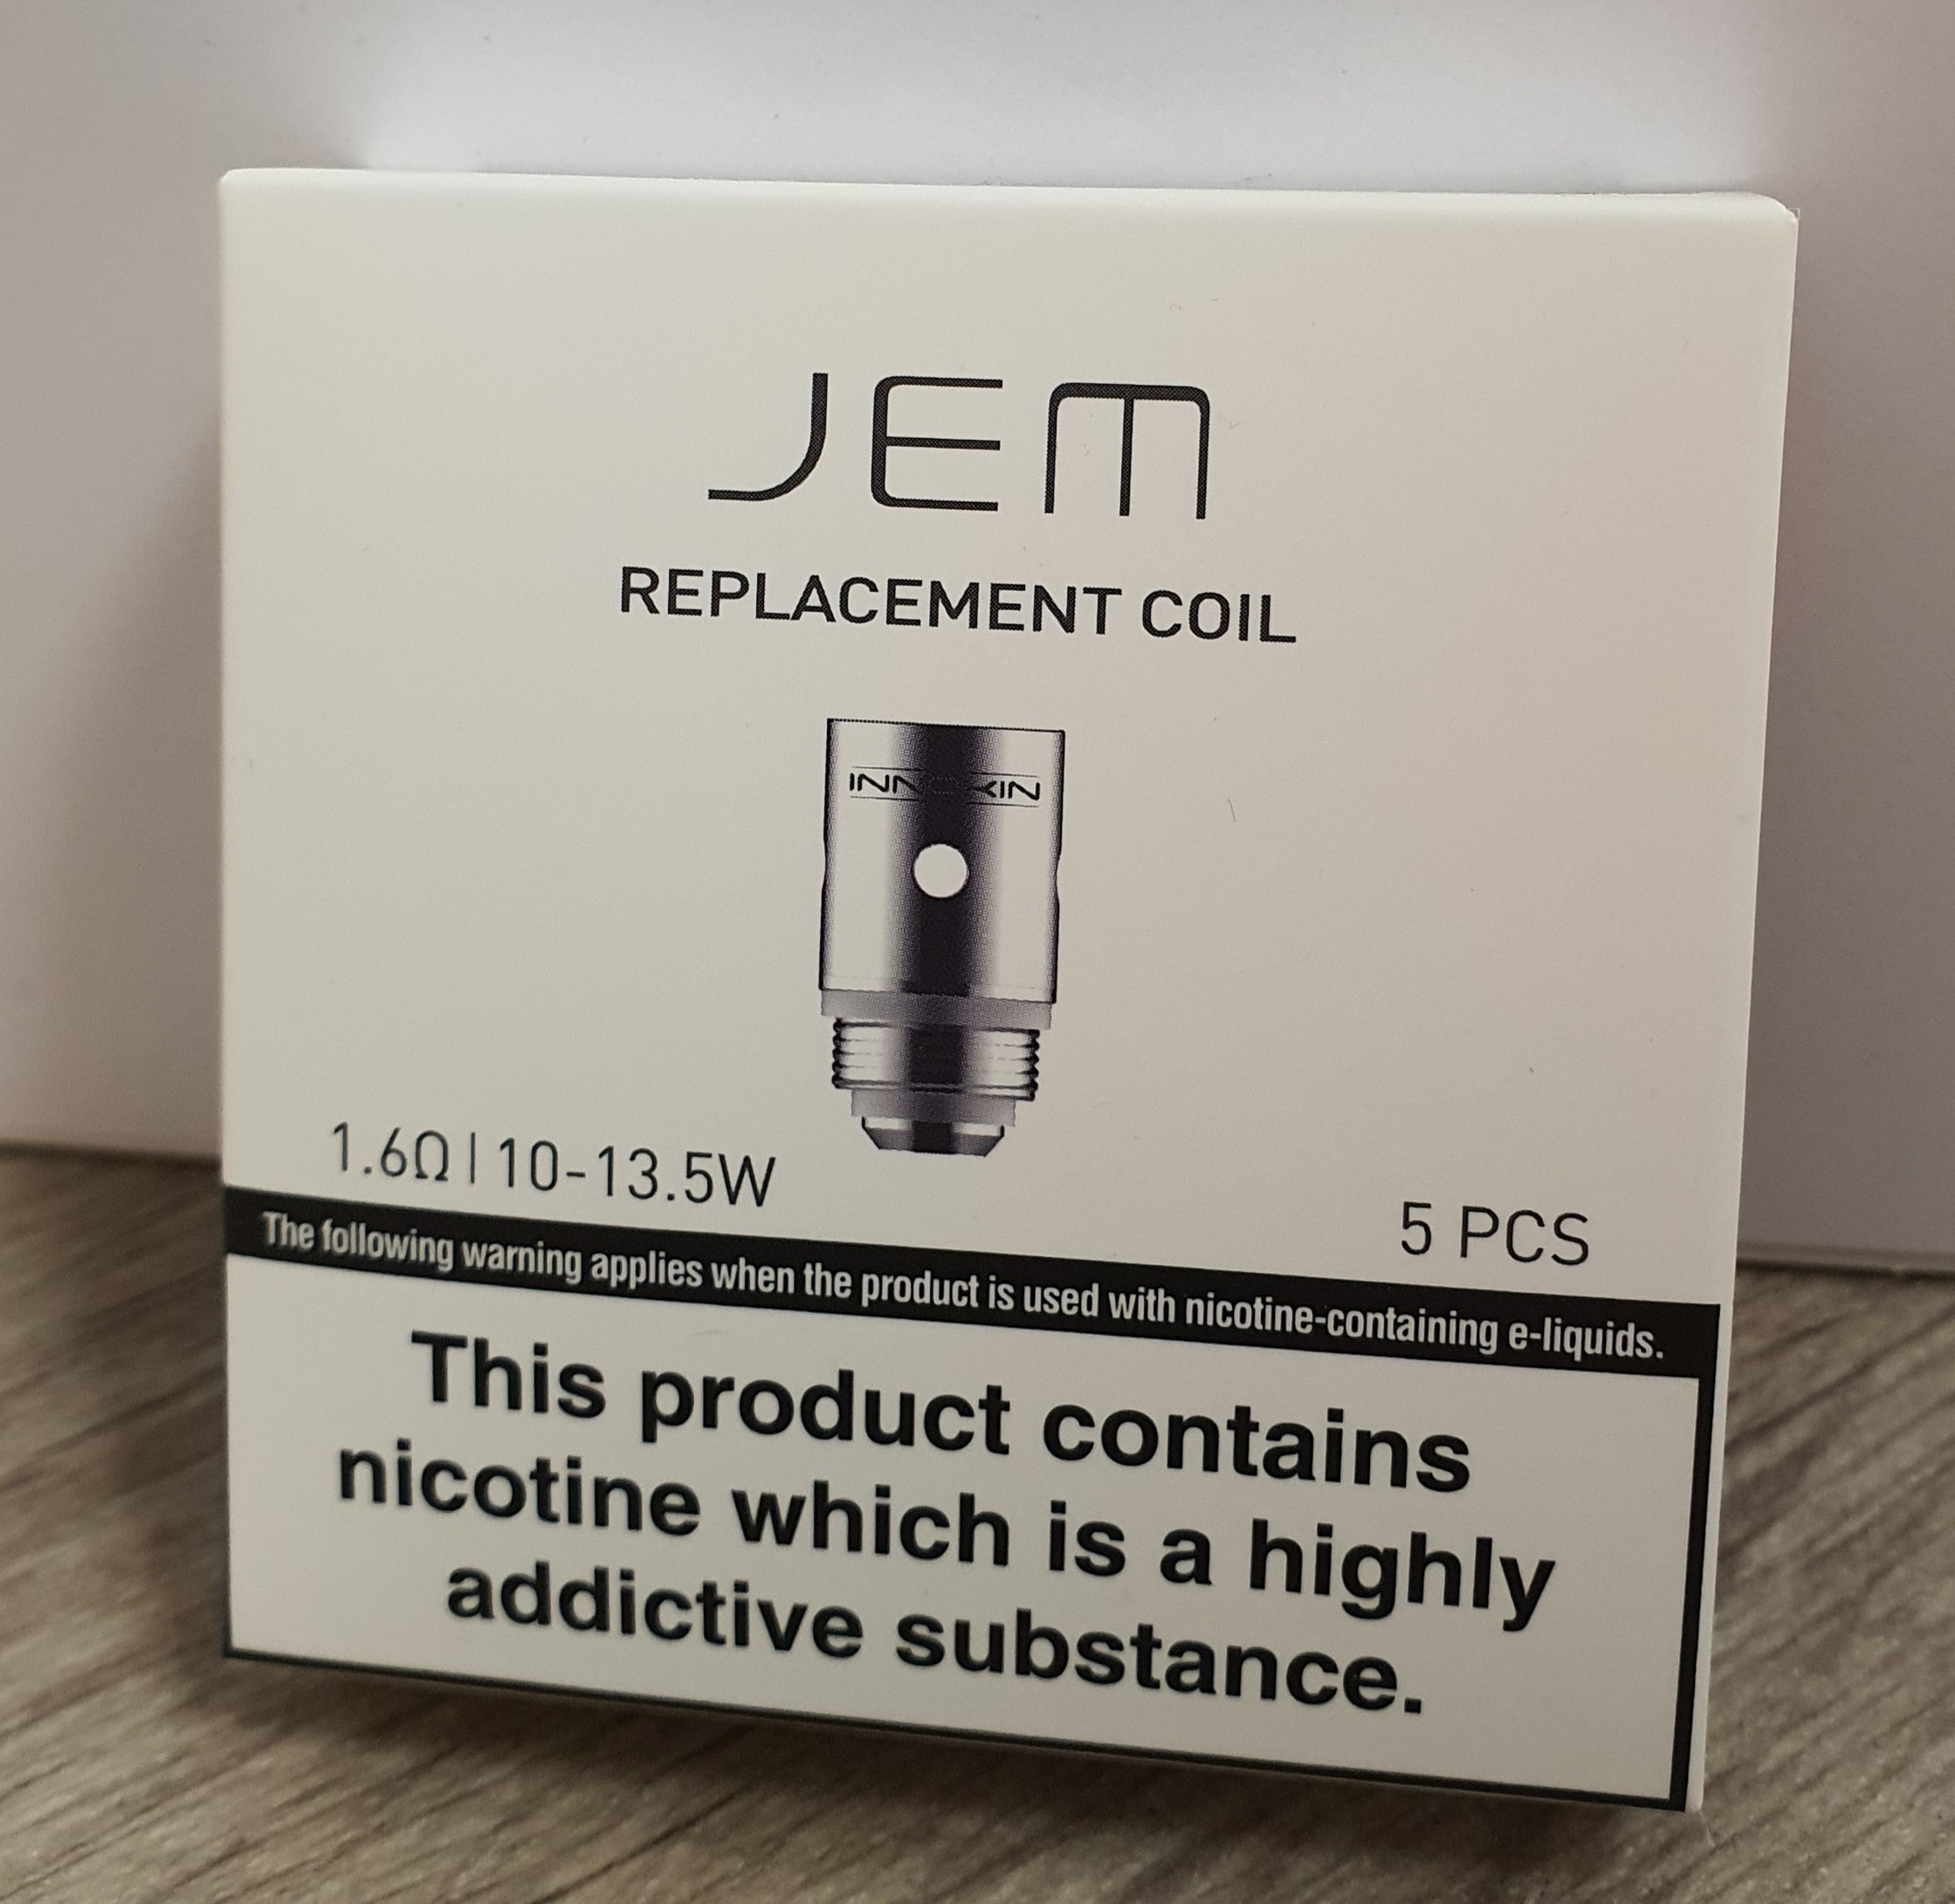 JEM
REPLACEMENT COIL
INNOKIN
1.6Ω | 10-13.5W
5 PCS
The following warning applies when the product is used with nicotine-containing e-liquids.
This product contains
nicotine which is a highly
addictive substance.